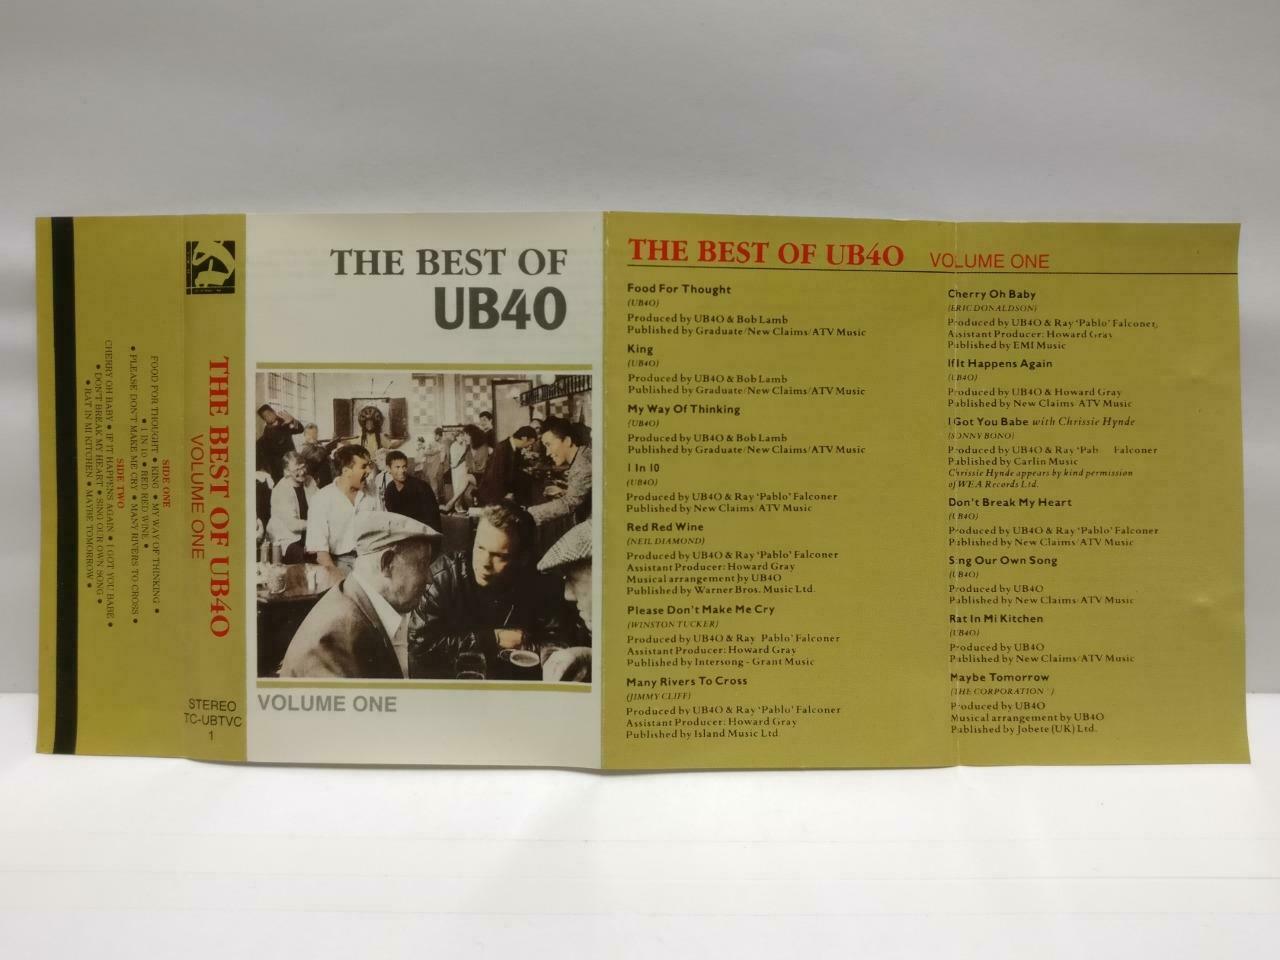 SIDE ONE
FOOD FOR THOUGHT • KING • MY WAY OF THINKING •
• 1 IN 10 • RED RED WINE •
• PLEASE DON'T MAKE ME CRY • MANY RIVERS TO CROSS •
SIDE TWO
CHERRY OH BABY • IF IT HAPPENS AGAIN • I GOT YOU BABE •
• DON'T BREAK MY HEART • SING OUR OWN SONG •
• RAT IN MI KITCHEN • MAYBE TOMORROW •
THE BEST OF UB40
VOLUME ONE
STEREO
TC-UBTVC
1
THE BEST OF
UB40
VOLUME ONE
THE BEST OF UB40 VOLUME ONE
Food For Thought
(UB40)
Produced by UB40 & Bob Lamb
Published by Graduate/New Claims/ATV Music
King
(UB40)
Produced by UB40 & Bob Lamb
Published by Graduate/New Claims/ATV Music
My Way Of Thinking
(UB40)
Produced by UB40 & Bob Lamb
Published by Graduate/New Claims/ATV Music
1 In 10
(UB40)
Produced by UB40 & Ray 'Pablo' Falconer
Published by New Claims/ATV Music
Red Red Wine
(NEIL DIAMOND)
Produced by UB40 & Ray 'Pablo' Falconer
Assistant Producer: Howard Gray
Musical arrangement by UB40
Published by Warner Bros. Music Ltd.
Please Don't Make Me Cry
(WINSTON TUCKER)
Produced by UB40 & Ray Pablo' Falconer
Assistant Producer: Howard Gray
Published by Intersong - Grant Music
Many Rivers To Cross
(JIMMY CLIFF)
Produced by UB40 & Ray 'Pablo' Falconer
Assistant Producer: Howard Gray
Published by Island Music Ltd.
Cherry Oh Baby
(ERIC DONALDSON)
Produced by UB40 & Ray 'Pablo' Falconer,
Assistant Producer: Howard Gray
Published by EMI Music
If It Happens Again
(UB40)
Produced by UB40 & Howard Gray
Published by New Claims/ATV Music
I Got You Babe with Chrissie Hynde
(SONNY BONO)
Produced by UB40 & Ray 'Pab Falconer
Published by Carlin Music
Chrissie Hynde appears by kind permission
of WEA Records Ltd.
Don't Break My Heart
(UB40)
Produced by UB40 & Ray 'Pablo' Falconer
Published by New Claims/ATV Music
Sing Our Own Song
(UB40)
Produced by UB40
Published by New Claims/ATV Music
Rat In Mi Kitchen
(UB40)
Produced by UB40
Published by New Claims/ATV Music
Maybe Tomorrow
(THE CORPORATION)
Produced by UB40
Musical arrangement by UB40
Published by Jobete (UK) Ltd.